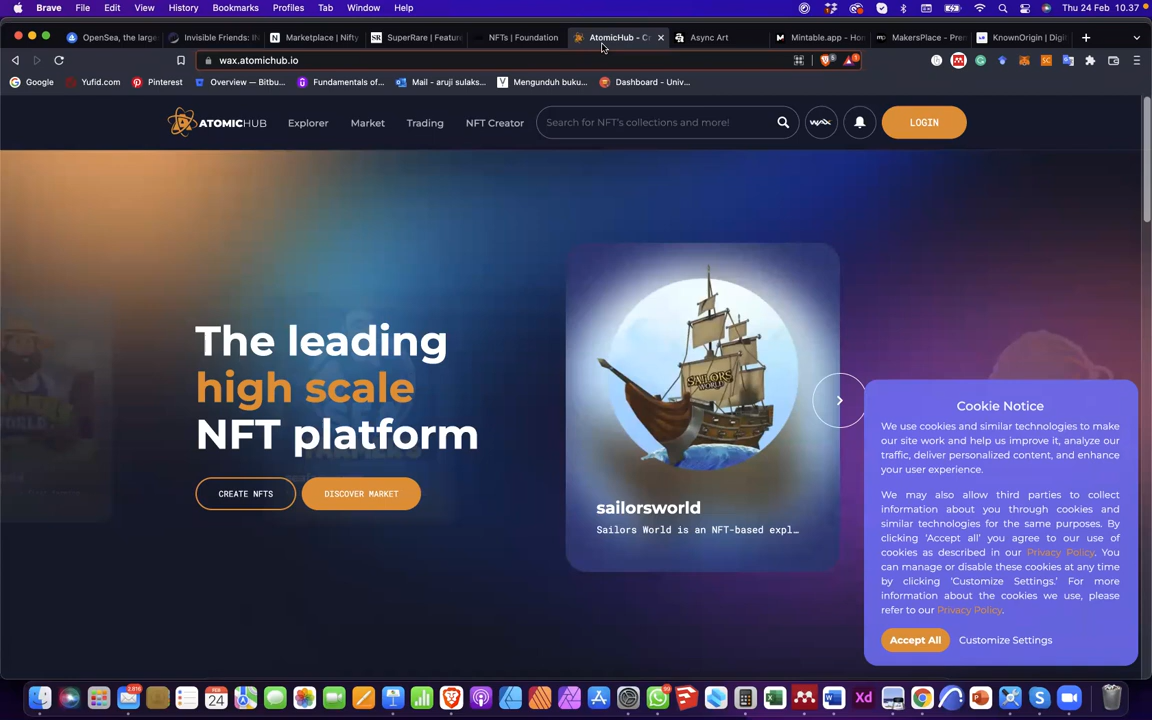 Brave File Edit View History Bookmarks Profiles Tab Window Help Thu 24 Feb 10.37
OpenSea, the large Invisible Friends: IN Marketplace | Nifty SuperRare | Featur NFTs | Foundation AtomicHub - C Async Art Mintable.app - Ho MakersPlace - Pre KnownOrigin | Digi
wax.atomichub.io
Google Yufid.com Pinterest Overview — Bitbu... Fundamentals of... Mail - aruji sulaks... Mengunduh buku... Dashboard - Univ...
ATOMICHUB Explorer Market Trading NFT Creator Search for NFT's collections and more! WAX LOGIN
The leading
high scale
NFT platform
CREATE NFTS DISCOVER MARKET
SAILORS
WORLD
sailorsworld
Sailors World is an NFT-based expl…
Cookie Notice
We use cookies and similar technologies to make
our site work and help us improve it, analyze our
traffic, deliver personalized content, and enhance
your user experience.
We may also allow third parties to collect
information about you through cookies and
similar technologies for the same purposes. By
clicking 'Accept all' you agree to our use of
cookies as described in our Privacy Policy. You
can manage or disable these cookies at any time
by clicking 'Customize Settings.' For more
information about the cookies we use, please
refer to our Privacy Policy.
Accept All Customize Settings
FEB
24
Xd